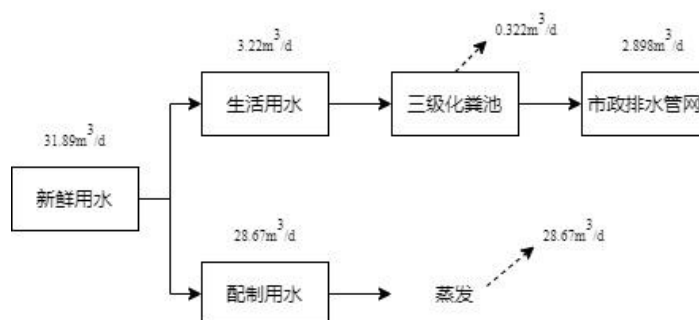 3.22m³/d
0.322m³/d
2.898m³/d
生活用水
三级化粪池
市政排水管网
31.89m³/d
新鲜用水
28.67m³/d
28.67m³/d
配制用水
蒸发